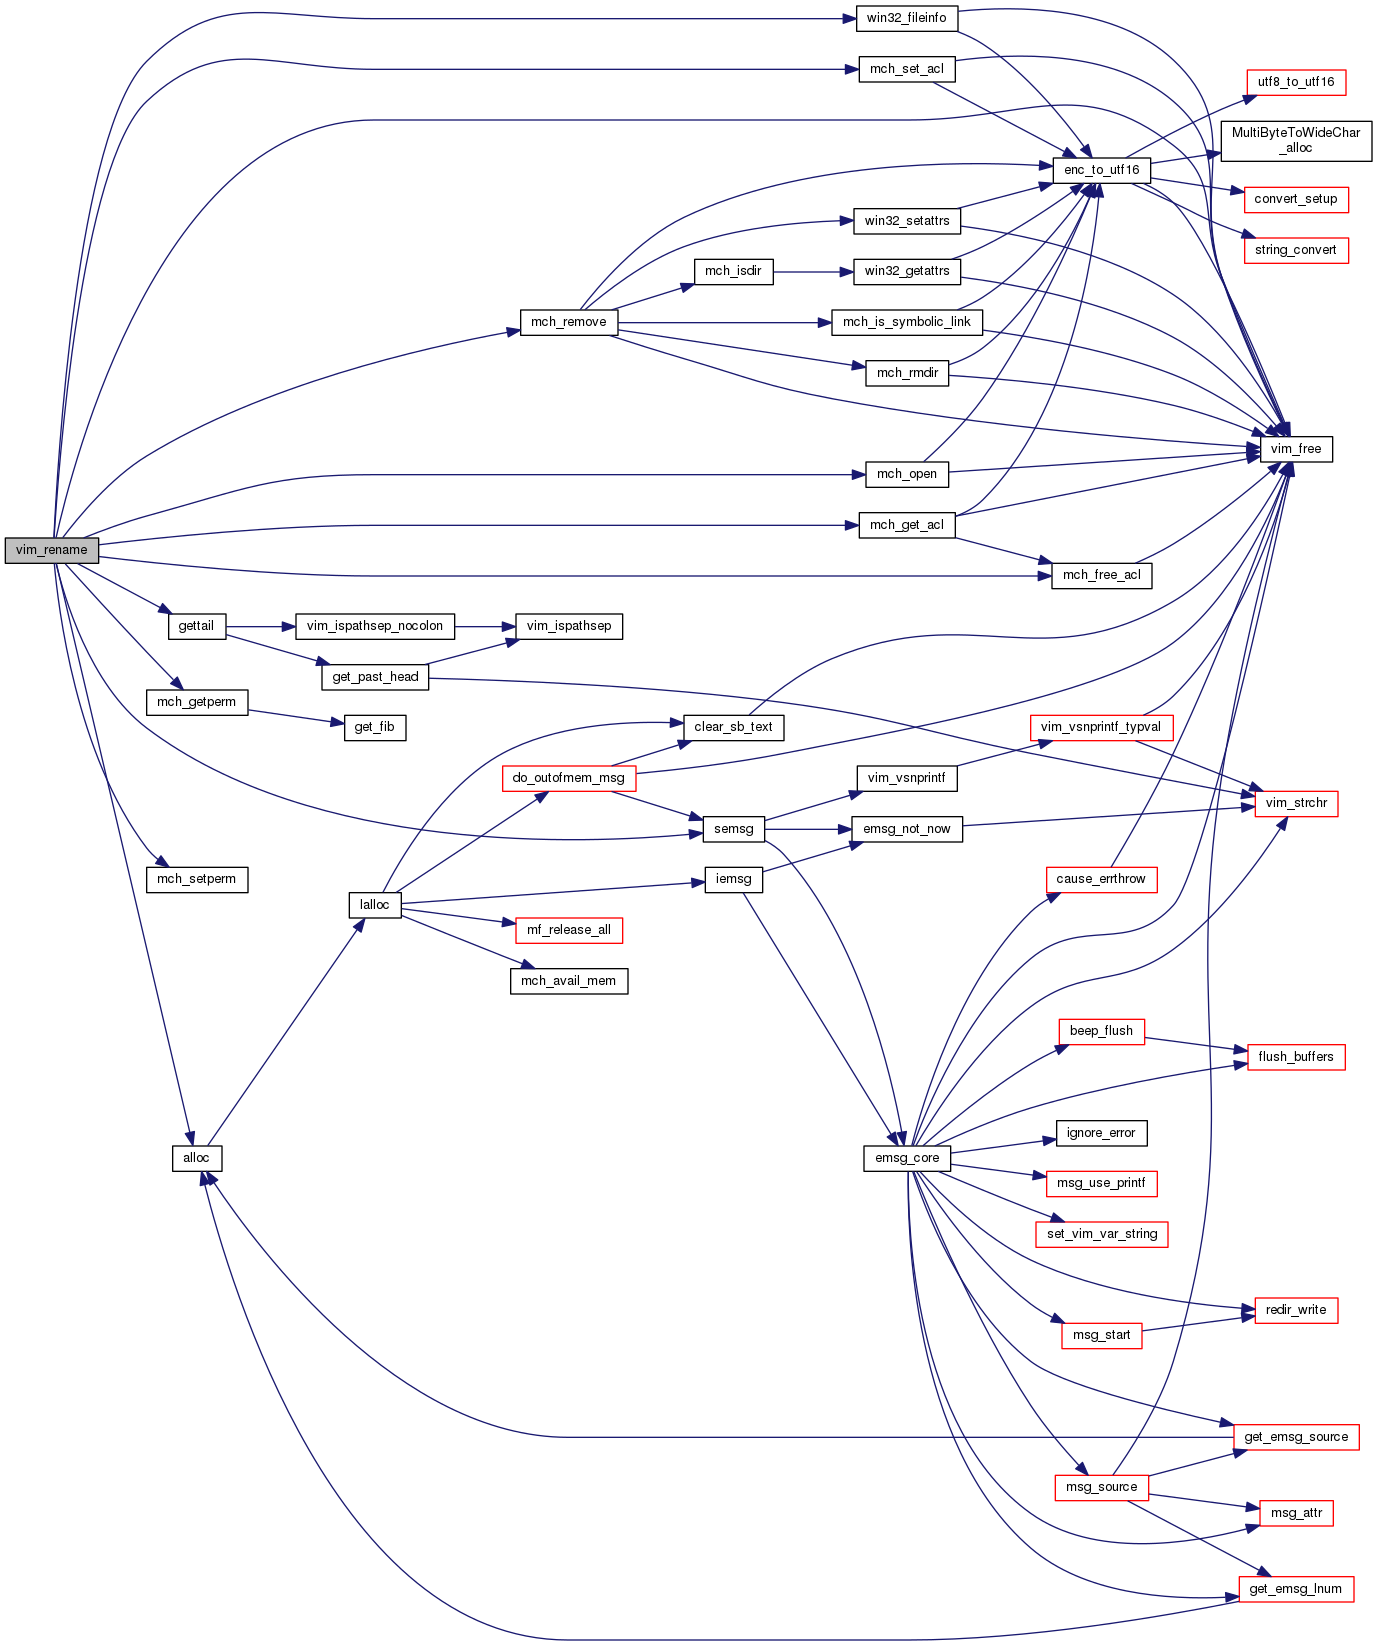 win32_fileinfo
mch_set_acl
utf8_to_utf16
MultiByteToWideChar
_alloc
enc_to_utf16
convert_setup
win32_setattrs
string_convert
mch_isdir
win32_getattrs
mch_remove
mch_is_symbolic_link
mch_rmdir
vim_free
mch_open
mch_get_acl
vim_rename
mch_free_acl
gettail
vim_ispathsep_nocolon
vim_ispathsep
get_past_head
mch_getperm
get_fib
clear_sb_text
vim_vsnprintf_typval
do_outofmem_msg
vim_vsnprintf
vim_strchr
semsg
emsg_not_now
mch_setperm
iemsg
cause_errthrow
lalloc
mf_release_all
mch_avail_mem
beep_flush
flush_buffers
ignore_error
alloc
emsg_core
msg_use_printf
set_vim_var_string
redir_write
msg_start
get_emsg_source
msg_source
msg_attr
get_emsg_lnum